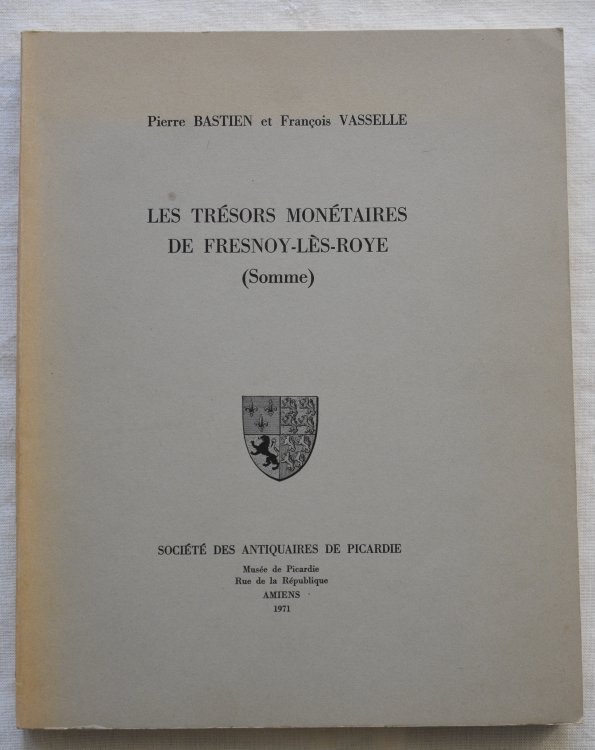 Pierre BASTIEN et François VASSELLE
LES TRÉSORS MONÉTAIRES
DE FRESNOY-LÈS-ROYE
(Somme)
SOCIÉTÉ DES ANTIQUAIRES DE PICARDIE
Musée de Picardie
Rue de la République
AMIENS
1971